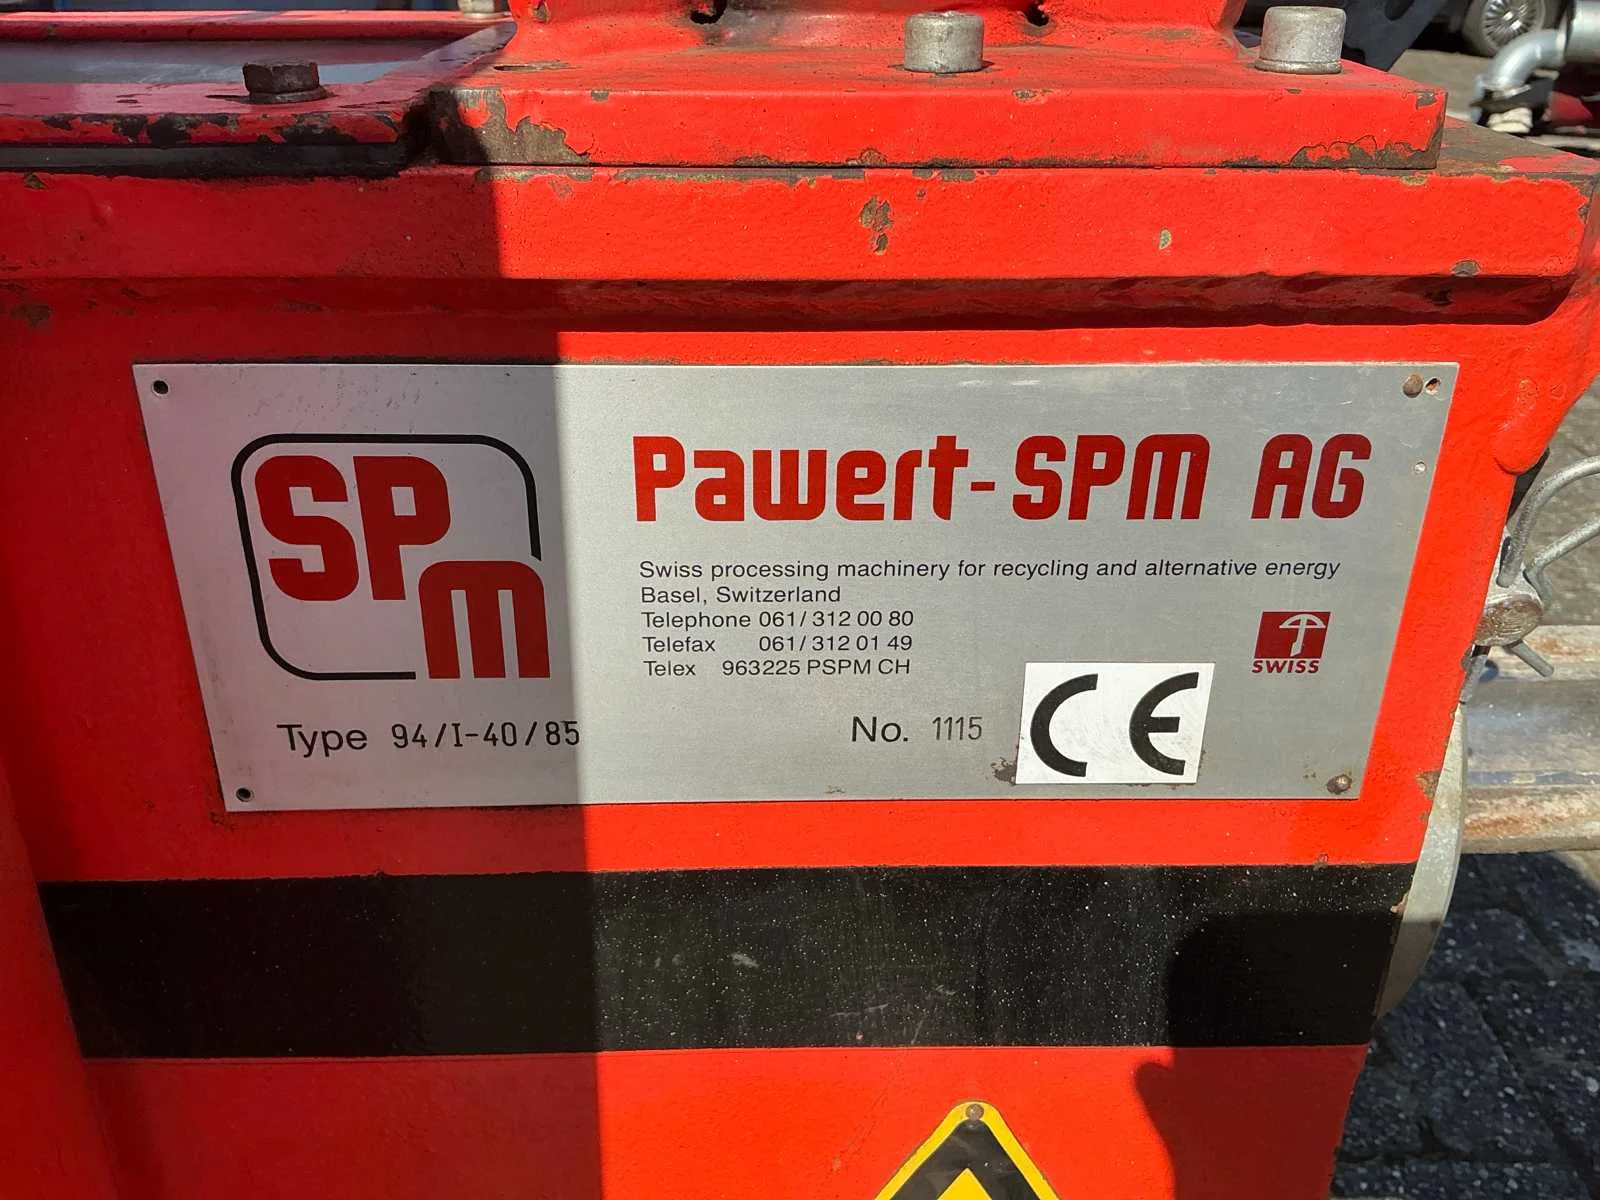 SPM
Pawert-SPM AG
Swiss processing machinery for recycling and alternative energy
Basel, Switzerland
Telephone 061/312 00 80
Telefax 061/312 01 49
Telex 963225 PSPM CH
SWISS
Type 94/I-40/85
No. 1115
CE